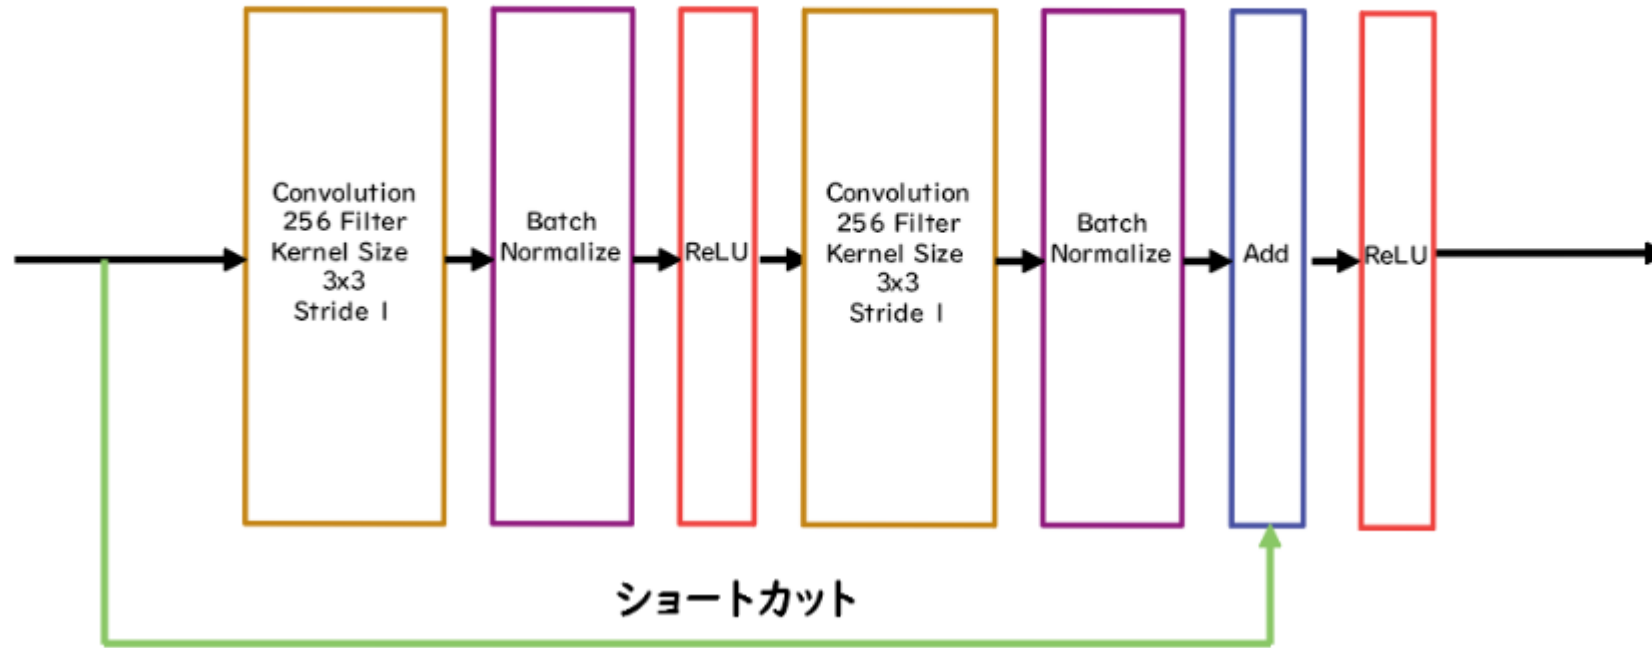 Convolution
256 Filter
Kernel Size
3x3
Stride 1
Batch
Normalize
ReLU
Convolution
256 Filter
Kernel Size
3x3
Stride 1
Batch
Normalize
Add
ReLU
ショートカット